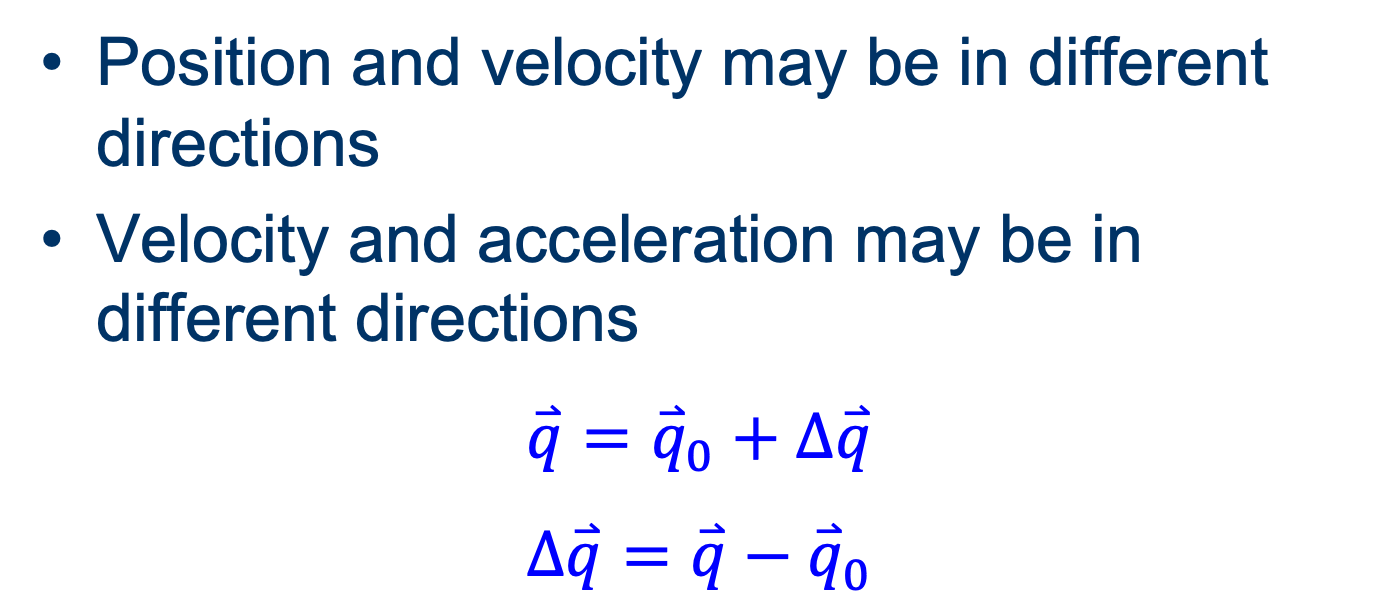 • Position and velocity may be in different
directions
• Velocity and acceleration may be in
different directions
q⃗ = q⃗₀ + Δq⃗
Δq⃗ = q⃗ − q⃗₀